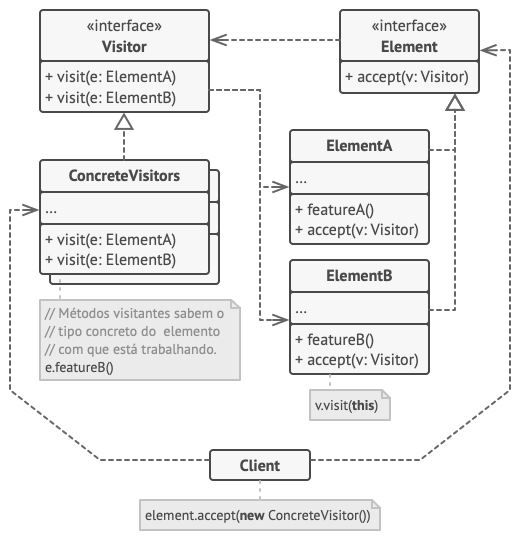 «interface»
Visitor
+ visit(e: ElementA)
+ visit(e: ElementB)
«interface»
Element
+ accept(v: Visitor)
ConcreteVisitors
...
+ visit(e: ElementA)
+ visit(e: ElementB)
ElementA
...
+ featureA()
+ accept(v: Visitor)
ElementB
...
+ featureB()
+ accept(v: Visitor)
// Métodos visitantes sabem o
// tipo concreto do elemento
// com que está trabalhando.
e.featureB()
v.visit(this)
Client
element.accept(new ConcreteVisitor())